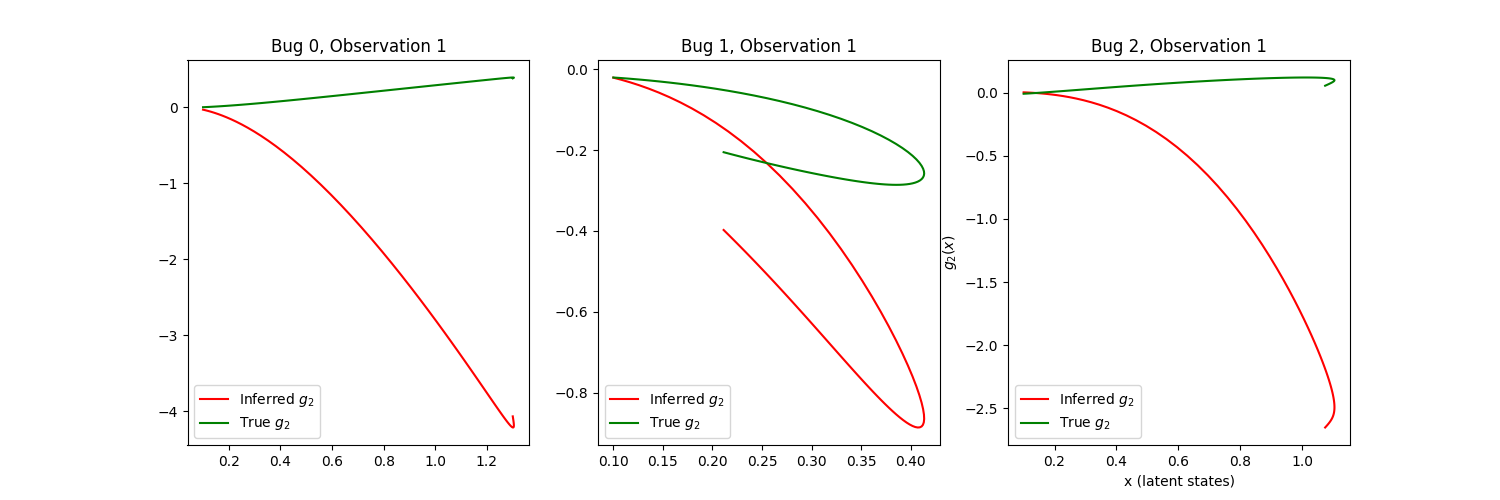 Bug 0, Observation 1
0
−1
−2
−3
−4
0.2 0.4 0.6 0.8 1.0 1.2
Inferred g₂
True g₂
Bug 1, Observation 1
0.0
−0.2
−0.4
−0.6
−0.8
0.10 0.15 0.20 0.25 0.30 0.35 0.40
Inferred g₂
True g₂
Bug 2, Observation 1
g₂(x)
0.0
−0.5
−1.0
−1.5
−2.0
−2.5
0.2 0.4 0.6 0.8 1.0
x (latent states)
Inferred g₂
True g₂